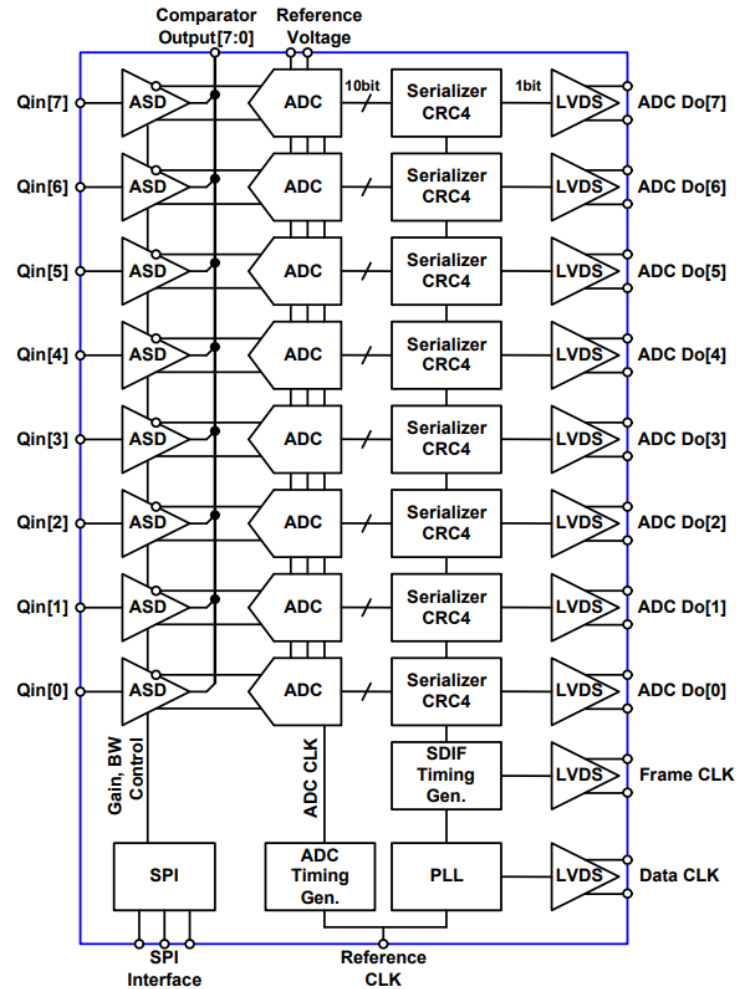 Comparator
Output[7:0]
Reference
Voltage
Qin[7]
ASD
ADC
10bit
Serializer
CRC4
1bit
LVDS
ADC Do[7]
Qin[6]
ASD
ADC
Serializer
CRC4
LVDS
ADC Do[6]
Qin[5]
ASD
ADC
Serializer
CRC4
LVDS
ADC Do[5]
Qin[4]
ASD
ADC
Serializer
CRC4
LVDS
ADC Do[4]
Qin[3]
ASD
ADC
Serializer
CRC4
LVDS
ADC Do[3]
Qin[2]
ASD
ADC
Serializer
CRC4
LVDS
ADC Do[2]
Qin[1]
ASD
ADC
Serializer
CRC4
LVDS
ADC Do[1]
Qin[0]
ASD
ADC
Serializer
CRC4
LVDS
ADC Do[0]
Gain, BW
Control
ADC CLK
SDIF
Timing
Gen.
LVDS
Frame CLK
SPI
ADC
Timing
Gen.
PLL
LVDS
Data CLK
SPI
Interface
Reference
CLK